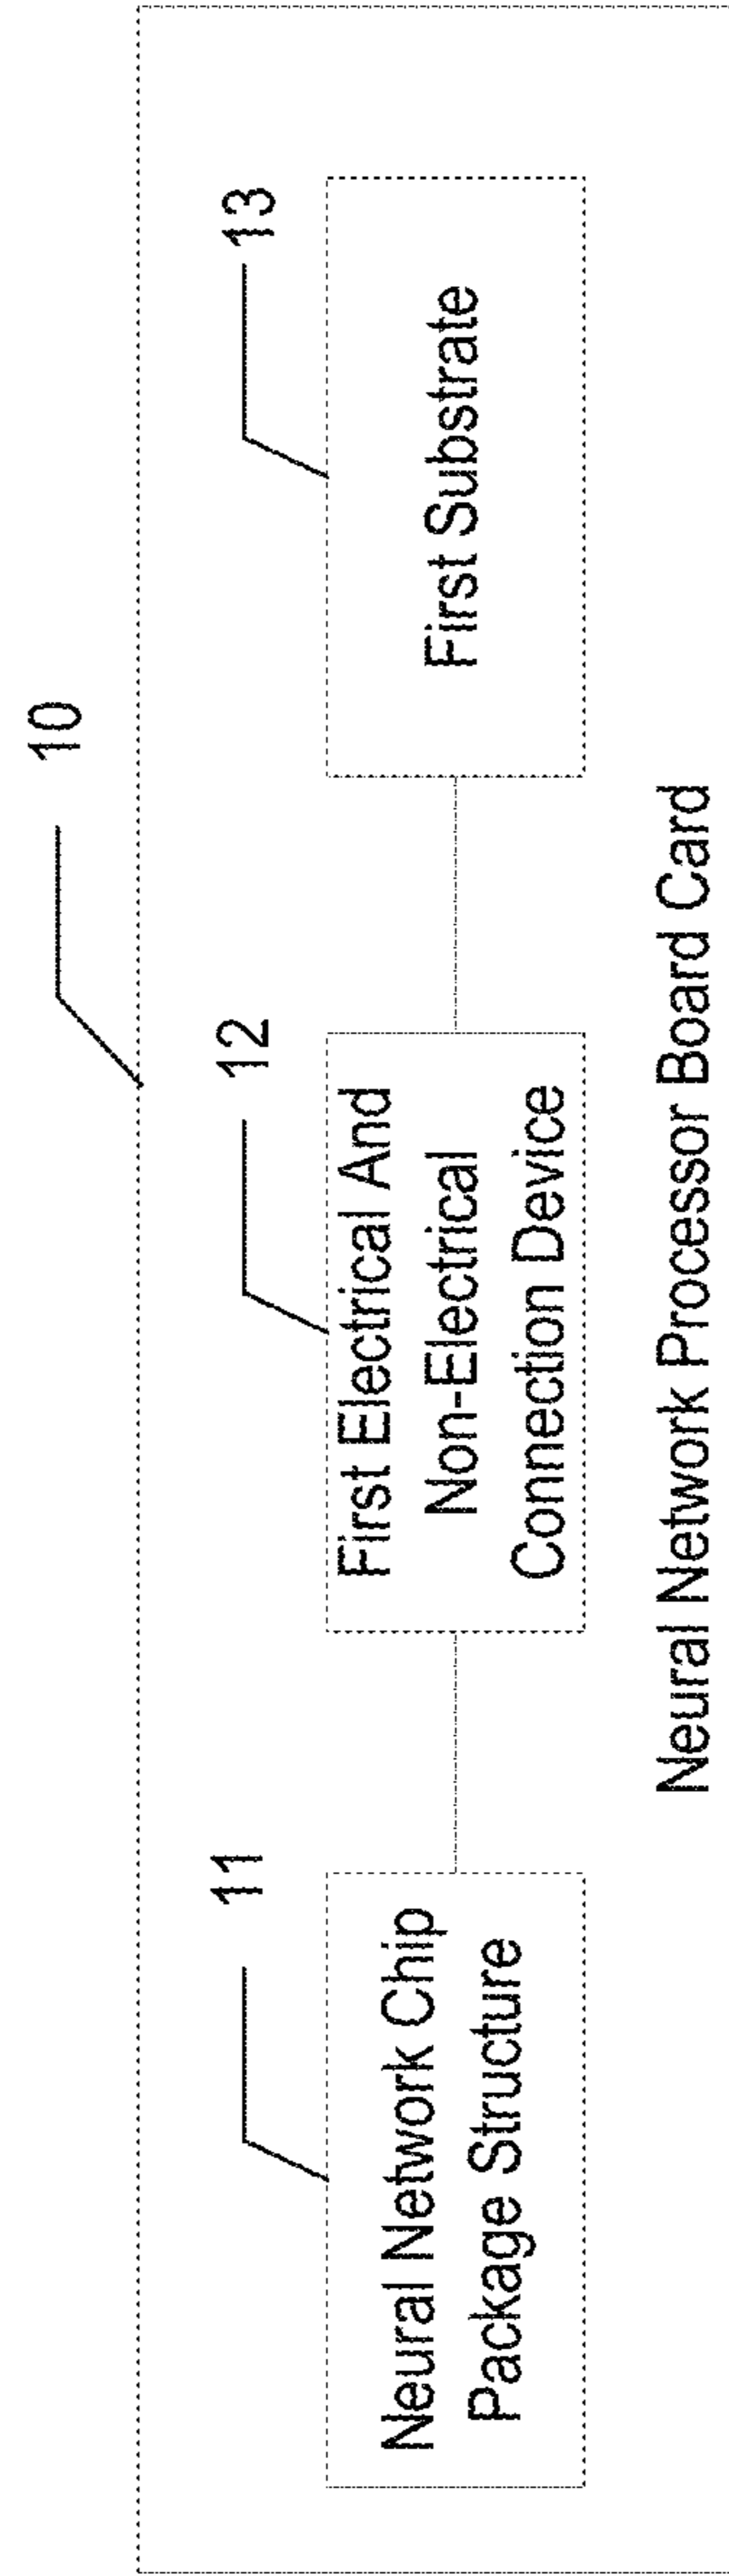 10
11
12
13
Neural Network Chip
Package Structure
First Electrical And
Non-Electrical
Connection Device
First Substrate
Neural Network Processor Board Card